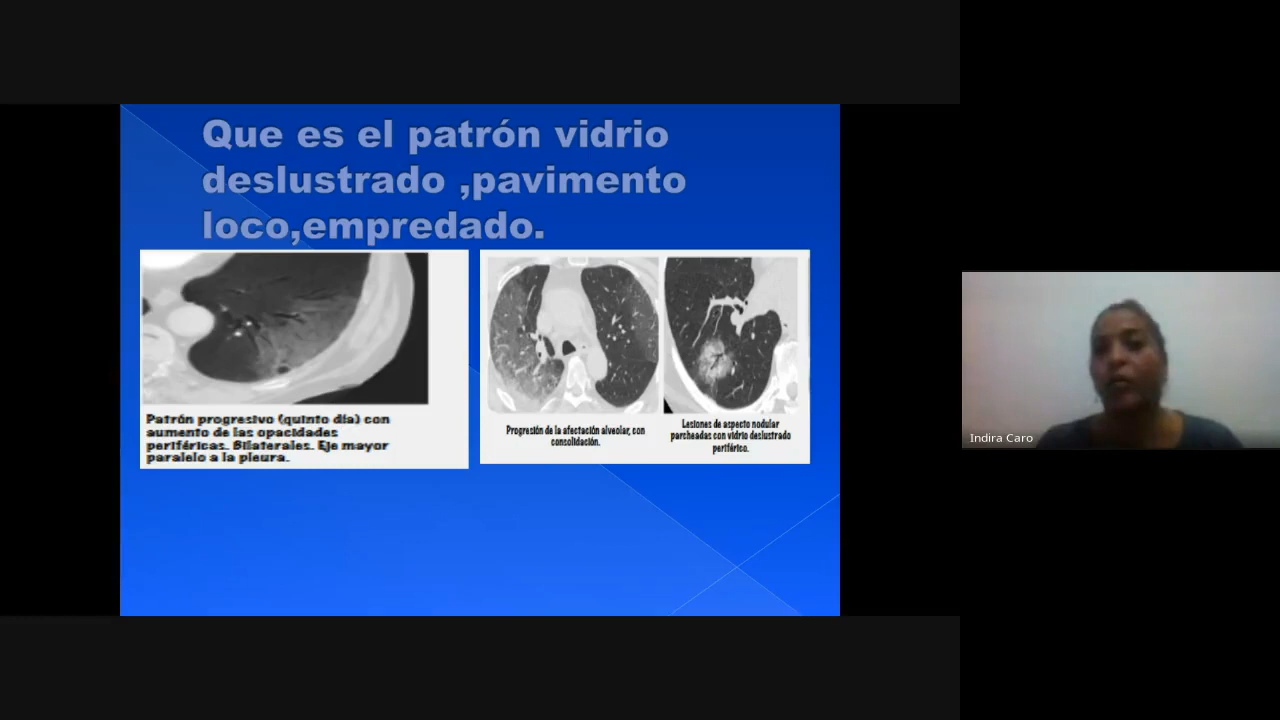 Que es el patrón vidrio
deslustrado ,pavimento
loco,empredado.
Patrón progresivo (quinto día) con
aumento de las opacidades
periféricas. Bilaterales. Eje mayor
paralelo a la pleura.
Progresión de la afectación alveolar, con
consolidación.
Lesiones de aspecto nodular
parcheadas con vidrio deslustrado
periférico.
Indira Caro